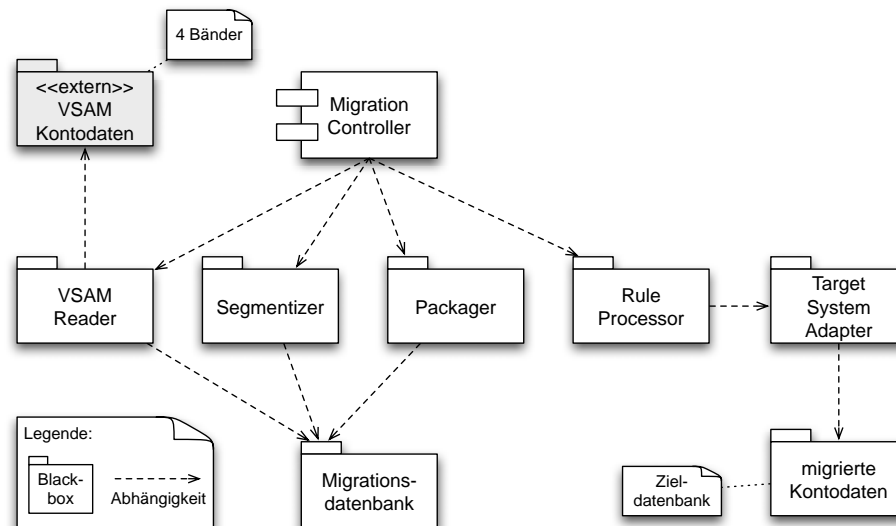 4 Bänder
<<extern>>
VSAM
Kontodaten
Migration
Controller
VSAM
Reader
Segmentizer
Packager
Rule
Processor
Target
System
Adapter
Legende:
Black-
box
Abhängigkeit
Migrations-
datenbank
Ziel-
datenbank
migrierte
Kontodaten